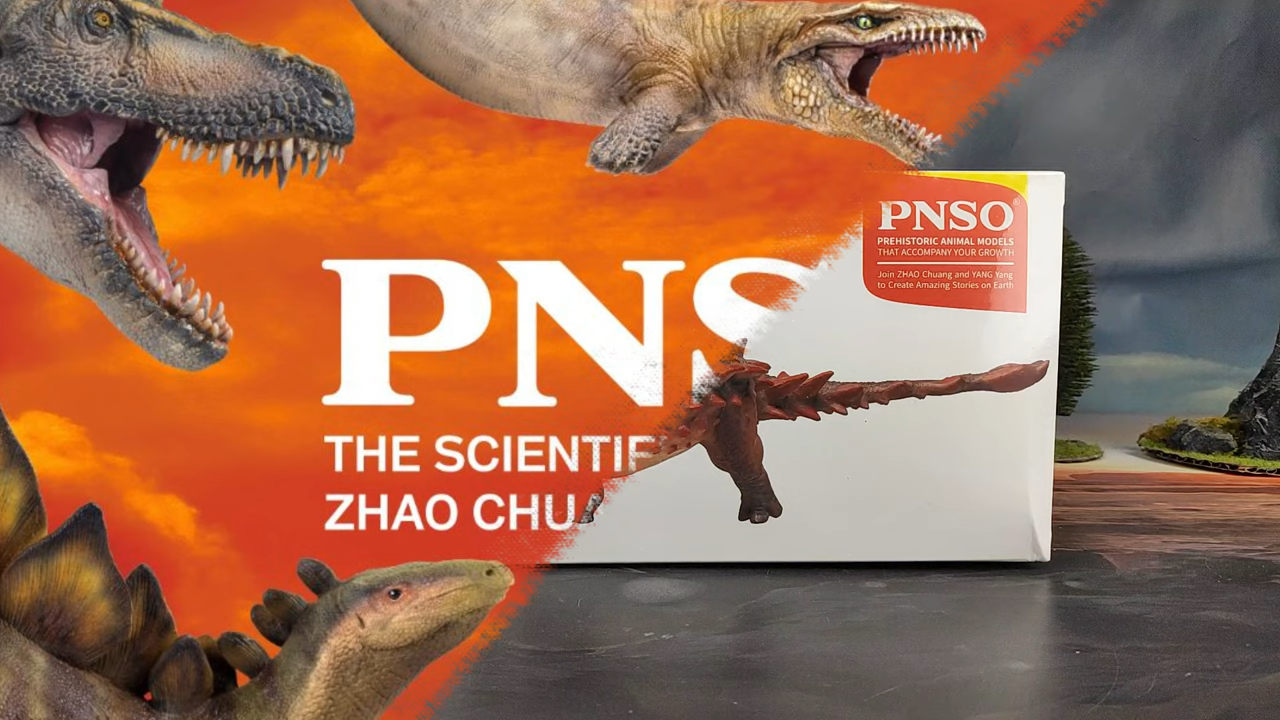 PNS
THE SCIENTIF
ZHAO CHUA
PNSO®
PREHISTORIC ANIMAL MODELS
THAT ACCOMPANY YOUR GROWTH
Join ZHAO Chuang and YANG Yang
to Create Amazing Stories on Earth